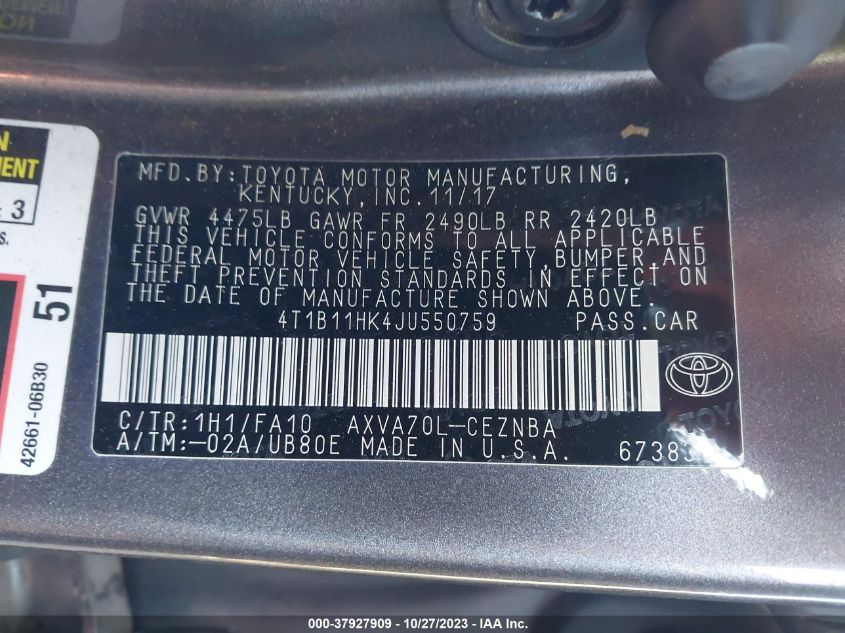 MENT
3
s.
51
42661-06B30
MFD.BY:TOYOTA MOTOR MANUFACTURING,
KENTUCKY,INC.11/17
GVWR 4475LB GAWR FR 2490LB RR 2420LB
THIS VEHICLE CONFORMS TO ALL APPLICABLE
FEDERAL MOTOR VEHICLE SAFETY,BUMPER,AND
THEFT PREVENTION STANDARDS IN EFFECT ON
THE DATE OF MANUFACTURE SHOWN ABOVE.
4T1B11HK4JU550759 PASS.CAR
C/TR:1H1/FA10 AXVA70L-CEZNBA
A/TM:-02A/UB80E MADE IN U.S.A. 6738
000-37927909 - 10/27/2023 - IAA Inc.